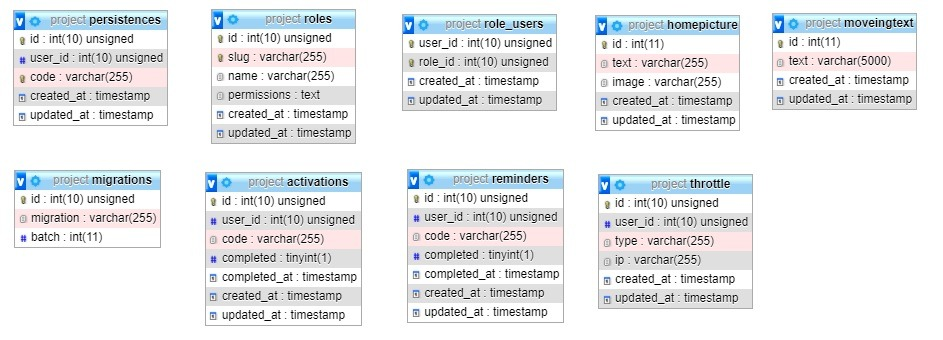 project persistences
id : int(10) unsigned
user_id : int(10) unsigned
code : varchar(255)
created_at : timestamp
updated_at : timestamp
project roles
id : int(10) unsigned
slug : varchar(255)
name : varchar(255)
permissions : text
created_at : timestamp
updated_at : timestamp
project role_users
user_id : int(10) unsigned
role_id : int(10) unsigned
created_at : timestamp
updated_at : timestamp
project homepicture
id : int(11)
text : varchar(255)
image : varchar(255)
created_at : timestamp
updated_at : timestamp
project moveingtext
id : int(11)
text : varchar(5000)
created_at : timestamp
updated_at : timestamp
project migrations
id : int(10) unsigned
migration : varchar(255)
batch : int(11)
project activations
id : int(10) unsigned
user_id : int(10) unsigned
code : varchar(255)
completed : tinyint(1)
completed_at : timestamp
created_at : timestamp
updated_at : timestamp
project reminders
id : int(10) unsigned
user_id : int(10) unsigned
code : varchar(255)
completed : tinyint(1)
completed_at : timestamp
created_at : timestamp
updated_at : timestamp
project throttle
id : int(10) unsigned
user_id : int(10) unsigned
type : varchar(255)
ip : varchar(255)
created_at : timestamp
updated_at : timestamp